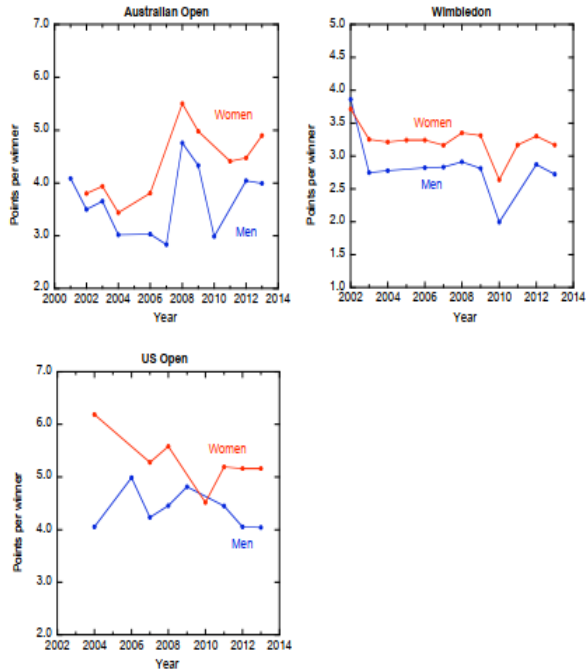 Australian Open
7.0
6.0
5.0
4.0
3.0
2.0
2000 2002 2004 2006 2008 2010 2012 2014
Year
Points per winner
Women
Men
Wimbledon
5.0
4.5
4.0
3.5
3.0
2.5
2.0
1.5
1.0
2002 2004 2006 2008 2010 2012 2014
Year
Points per winner
Women
Men
US Open
7.0
6.0
5.0
4.0
3.0
2.0
2002 2004 2006 2008 2010 2012 2014
Year
Points per winner
Women
Men